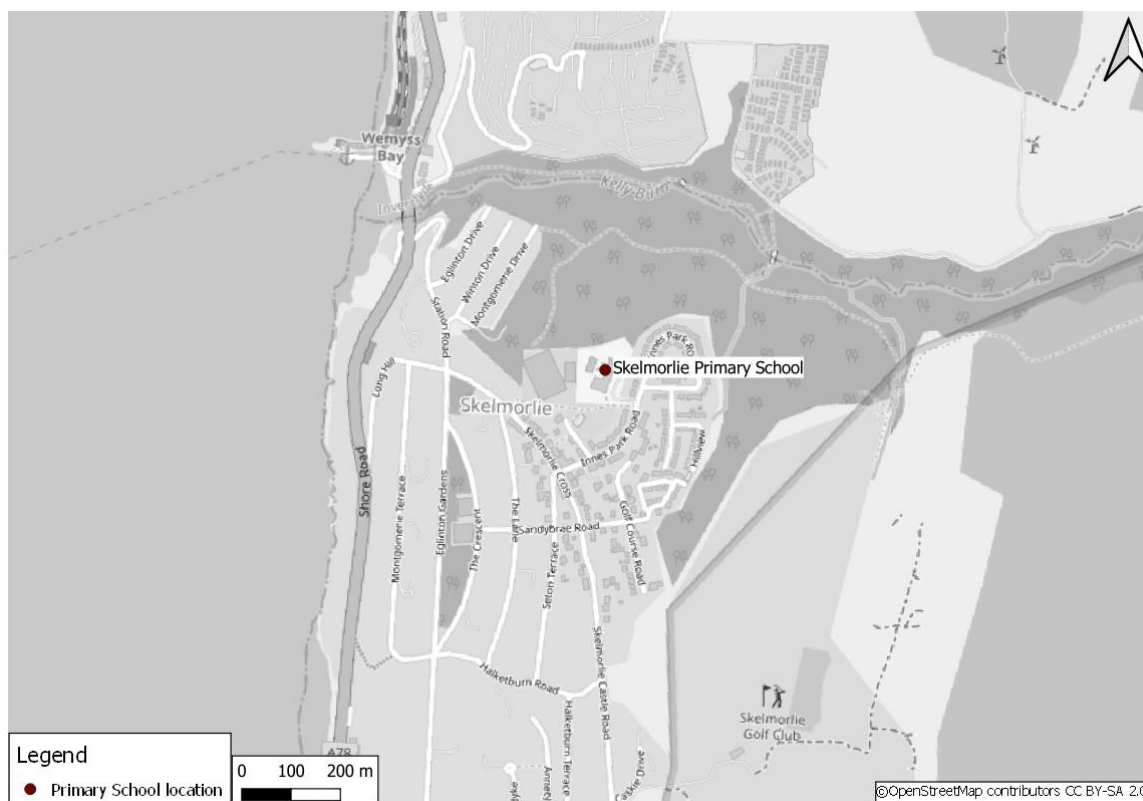 Wemyss
Bay
Kelly Burn
Eglinton Drive
Winton Drive
Montgomerie Drive
Station Road
Innes Park
Skelmorlie Primary School
Long Hill
Skelmorlie
Skelmorlie Cross
Innes Park Road
Hillview
Shore Road
Montgomerie Terrace
Eglinton Gardens
The Crescent
The Lane
Sandybrae Road
Golf Course Road
Seton Terrace
Skelmorlie Castle Road
Halketburn Road
Halketburn Terrace
Skelmorlie
Golf Club
A78
Legend
Primary School location
0 100 200 m
©OpenStreetMap contributors CC BY-SA 2.0